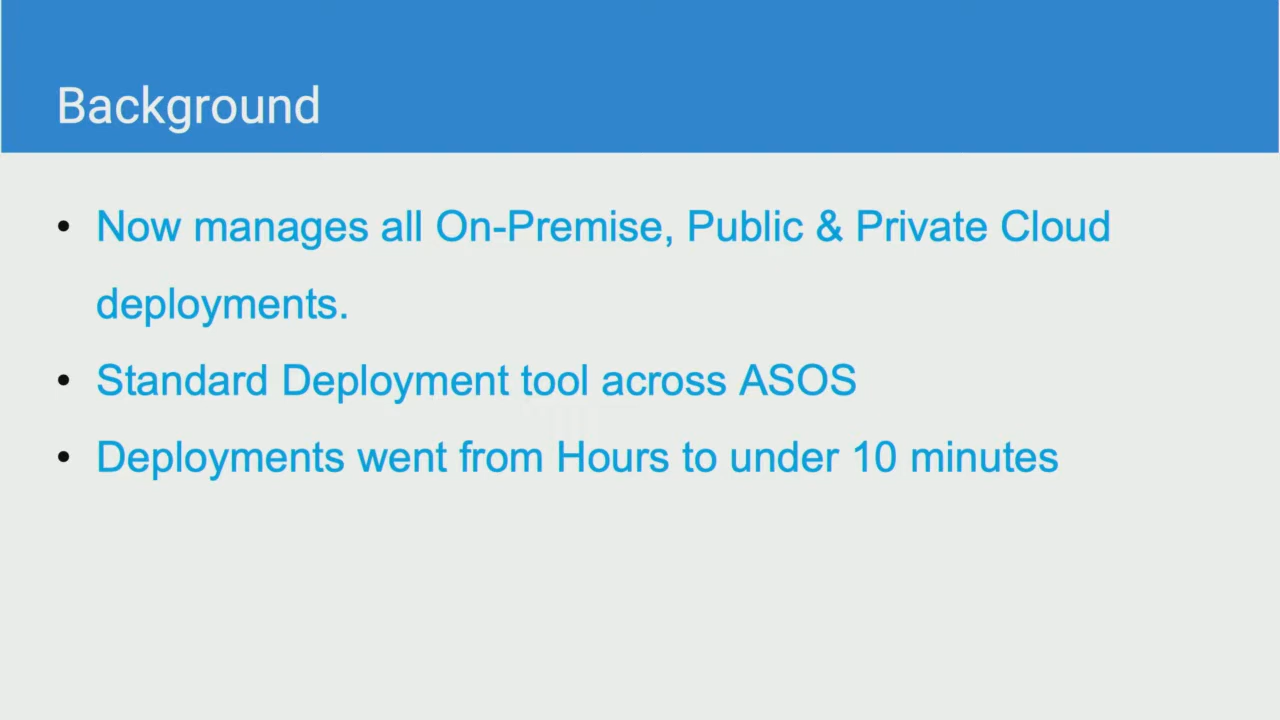 Background
• Now manages all On-Premise, Public & Private Cloud
deployments.
• Standard Deployment tool across ASOS
• Deployments went from Hours to under 10 minutes